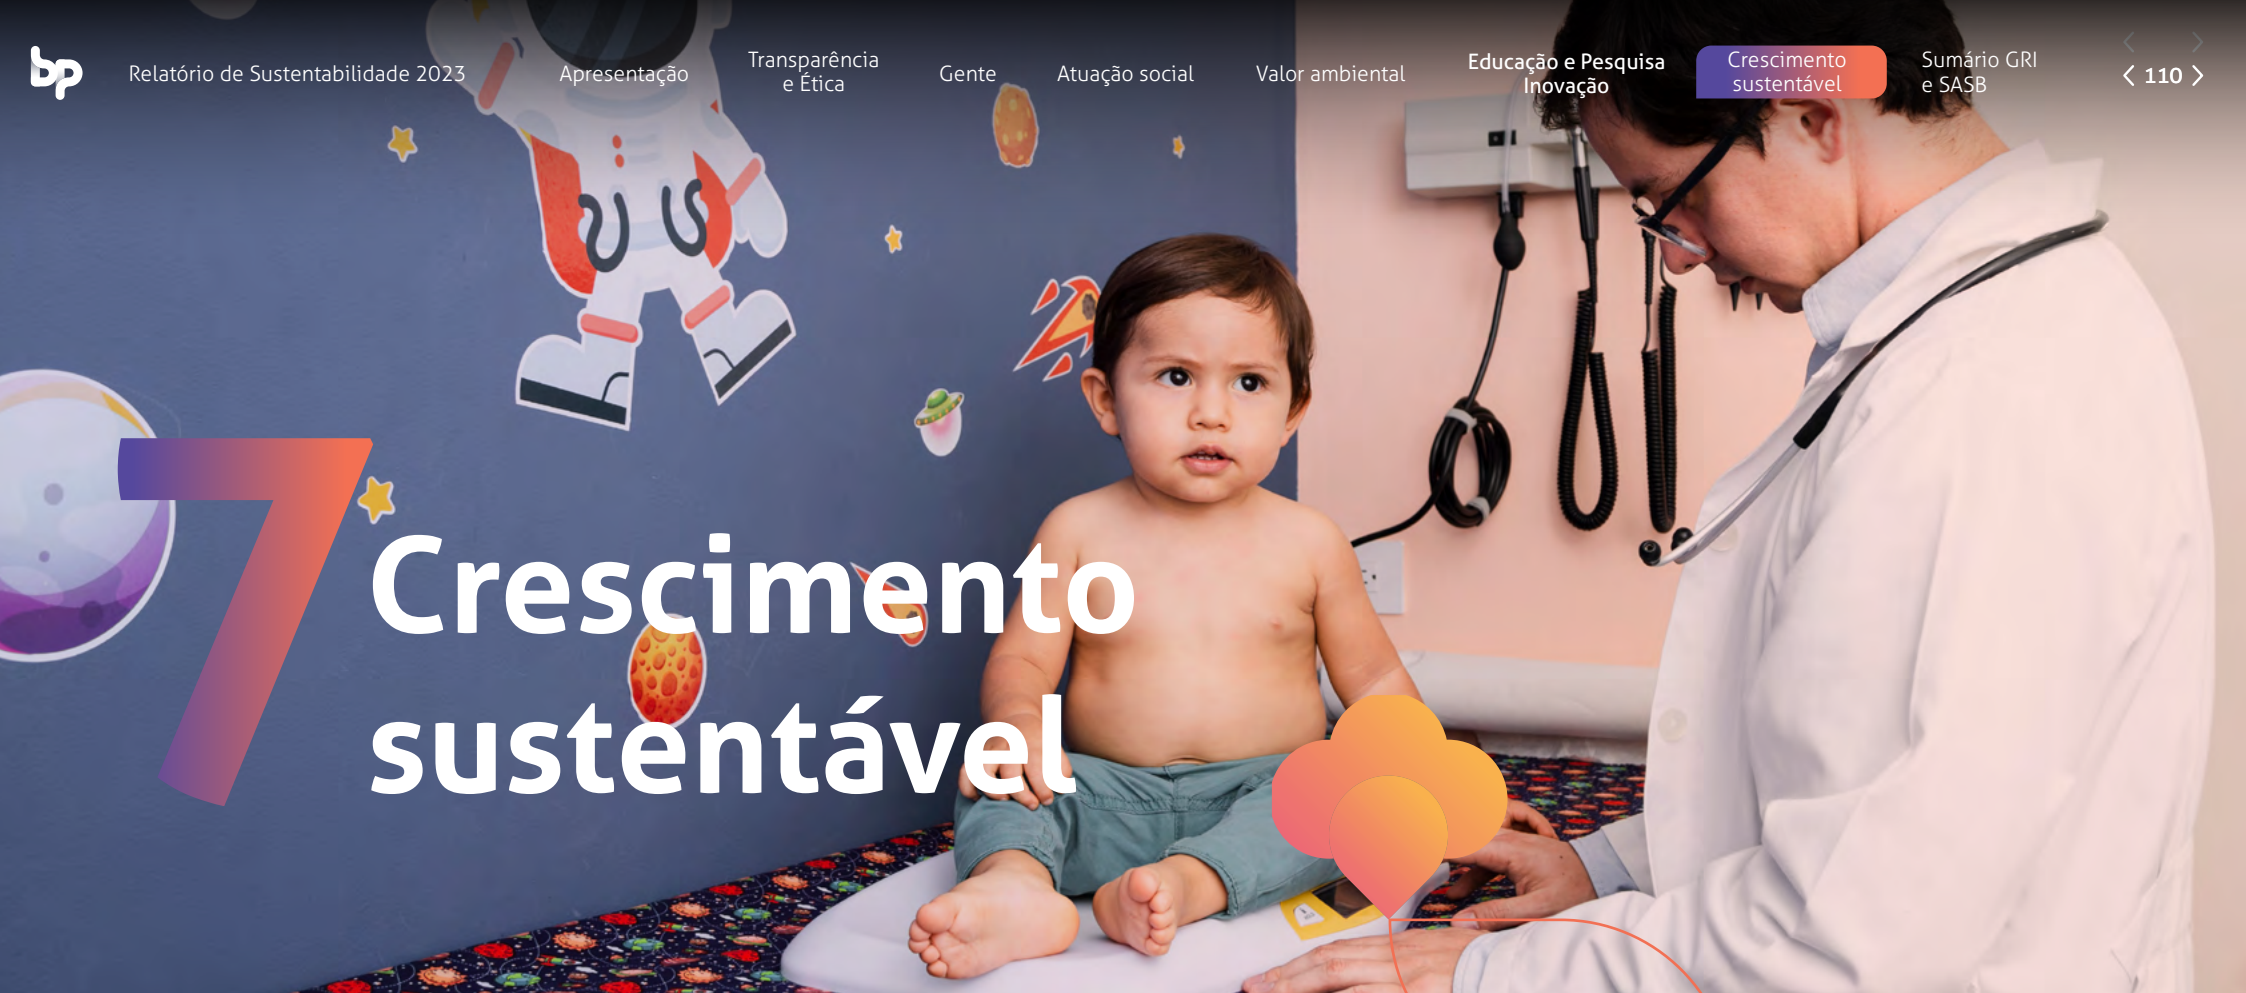 bp
Relatório de Sustentabilidade 2023
Apresentação
Transparência
e Ética
Gente
Atuação social
Valor ambiental
Educação e Pesquisa
Inovação
Crescimento
sustentável
Sumário GRI
e SASB
110
7
Crescimento
sustentável